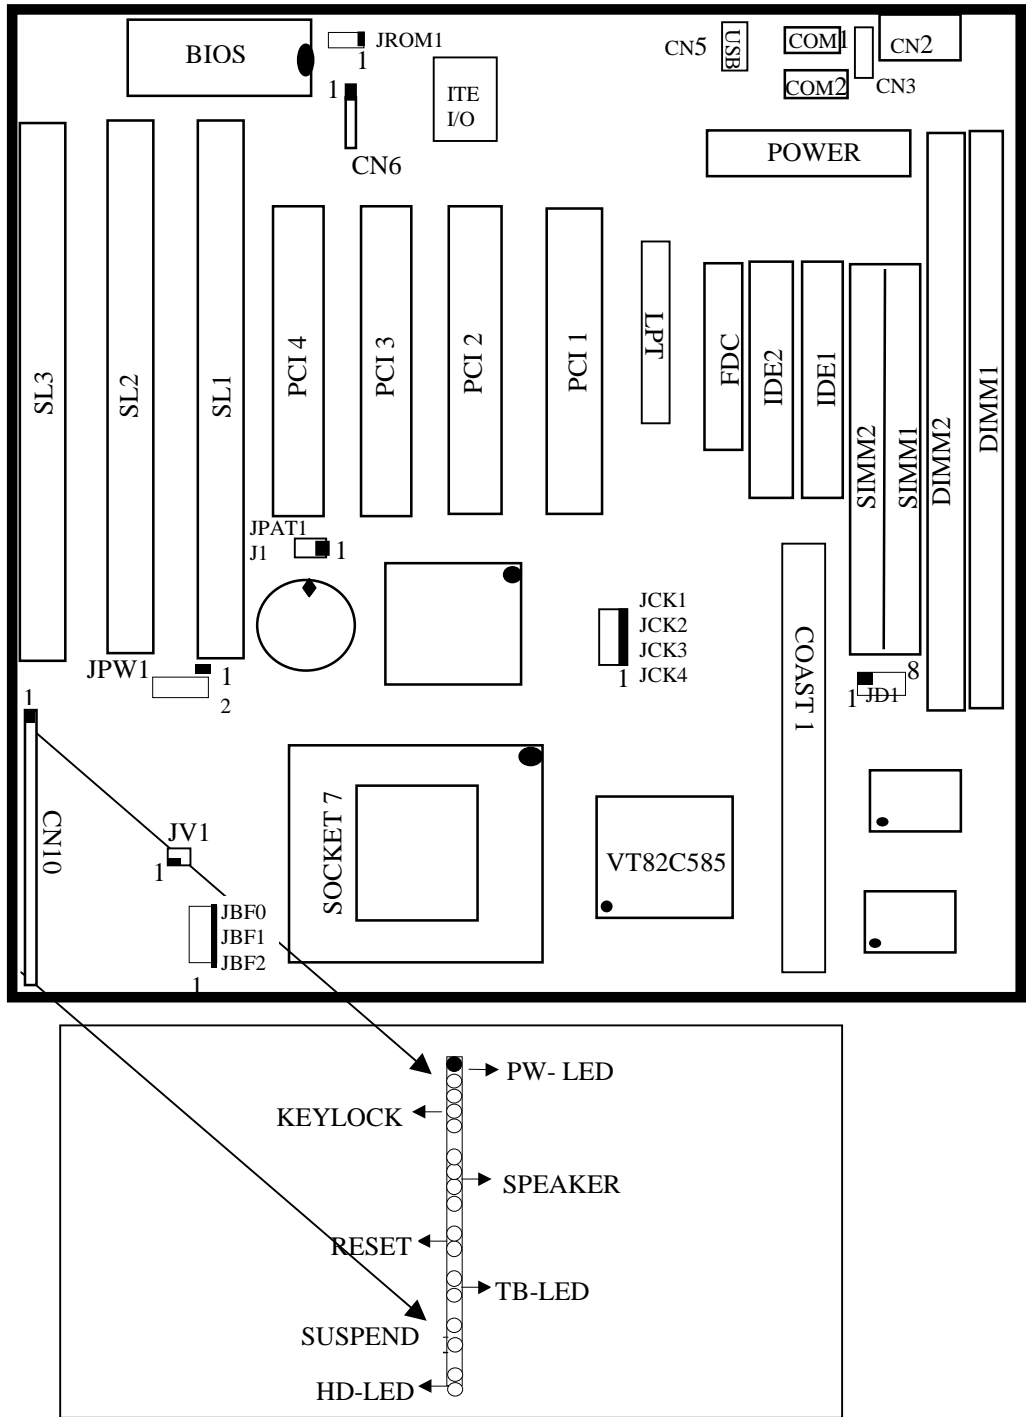 BIOS
JROM1
1
1
CN6
ITE
I/O
CN5
USB
COM1
COM2
CN2
CN3
POWER
SL3
SL2
SL1
PCI 4
PCI 3
PCI 2
PCI 1
LPT
FDC
IDE2
IDE1
SIMM2
SIMM1
DIMM2
DIMM1
JPAT1
J1
1
JCK1
JCK2
JCK3
JCK4
1
COAST 1
8
1
JD1
JPW1
1
2
1
CN10
JV1
1
JBF0
JBF1
JBF2
1
SOCKET 7
VT82C585
PW- LED
KEYLOCK
SPEAKER
RESET
TB-LED
SUSPEND
HD-LED